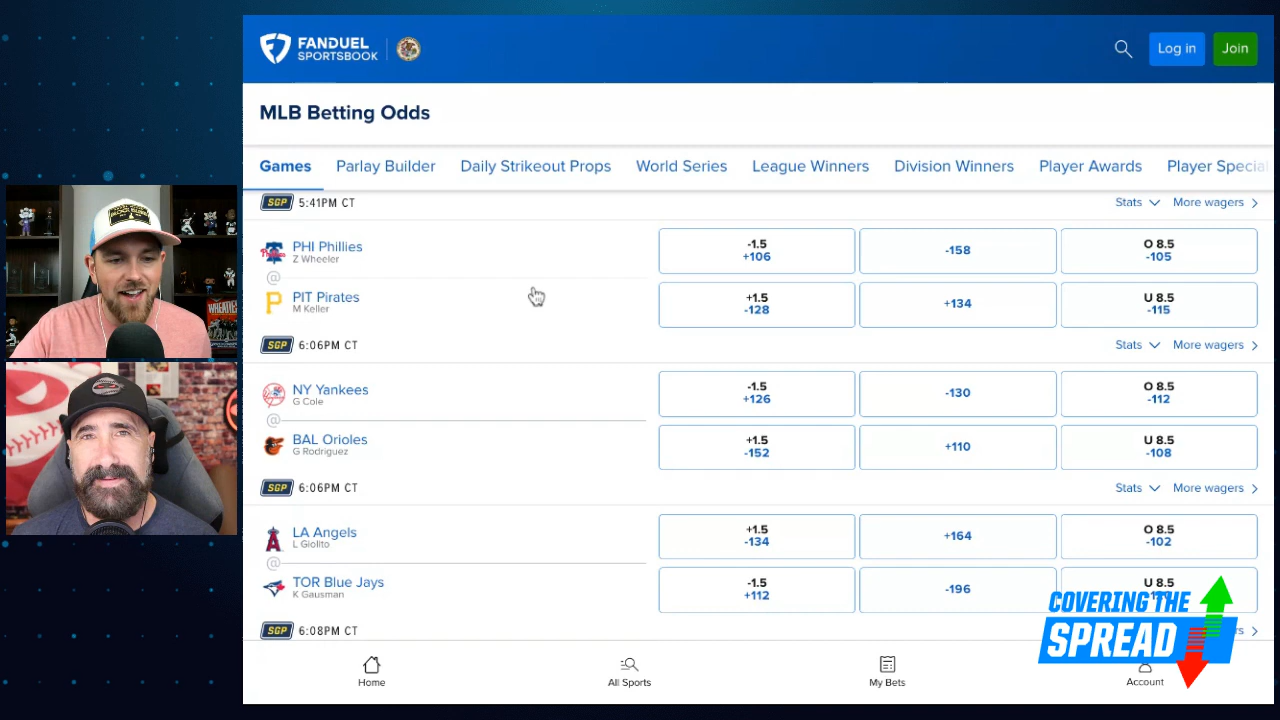 FANDUEL
SPORTSBOOK
Log in
Join
MLB Betting Odds
Games
Parlay Builder
Daily Strikeout Props
World Series
League Winners
Division Winners
Player Awards
Player Special
SGP 5:41PM CT
Stats
More wagers
PHI Phillies
Z Wheeler
-1.5
+106
-158
O 8.5
-105
@
PIT Pirates
M Keller
+1.5
-128
+134
U 8.5
-115
SGP 6:06PM CT
Stats
More wagers
NY Yankees
G Cole
-1.5
+126
-130
O 8.5
-112
@
BAL Orioles
G Rodriguez
+1.5
-152
+110
U 8.5
-108
SGP 6:06PM CT
Stats
More wagers
LA Angels
L Giolito
+1.5
-134
+164
O 8.5
-102
@
TOR Blue Jays
K Gausman
-1.5
+112
-196
U 8.5
SGP 6:08PM CT
COVERING THE
SPREAD
Home
All Sports
My Bets
Account
WHEATIES